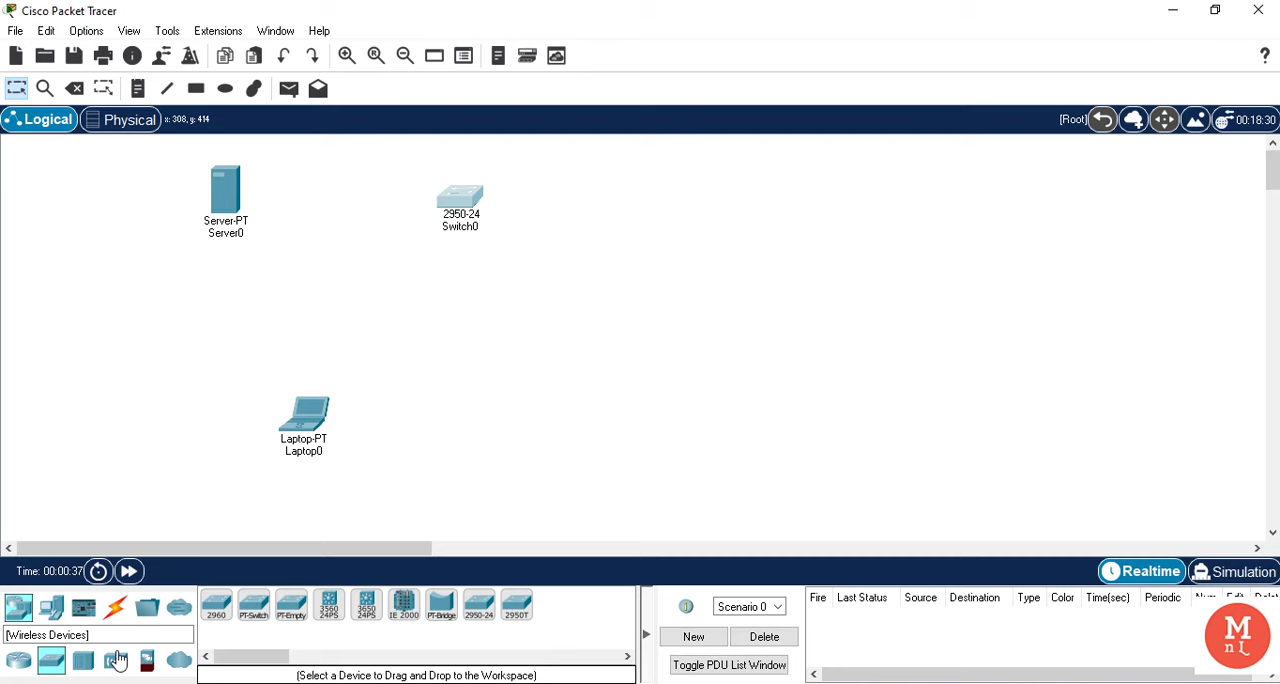 Cisco Packet Tracer
File Edit Options View Tools Extensions Window Help
?
Logical Physical x: 308, y: 414 [Root] 00:18:30
Server-PT
Server0
2950-24
Switch0
Laptop-PT
Laptop0
Time: 00:00:37 Realtime Simulation
2960 PT-Switch PT-Empty 3560 24PS 3650 24PS IE 2000 PT-Bridge 2950-24 2950T
Scenario 0
Fire Last Status Source Destination Type Color Time(sec) Periodic Num Edit
[Wireless Devices]
New Delete
Toggle PDU List Window
(Select a Device to Drag and Drop to the Workspace)
M
nL